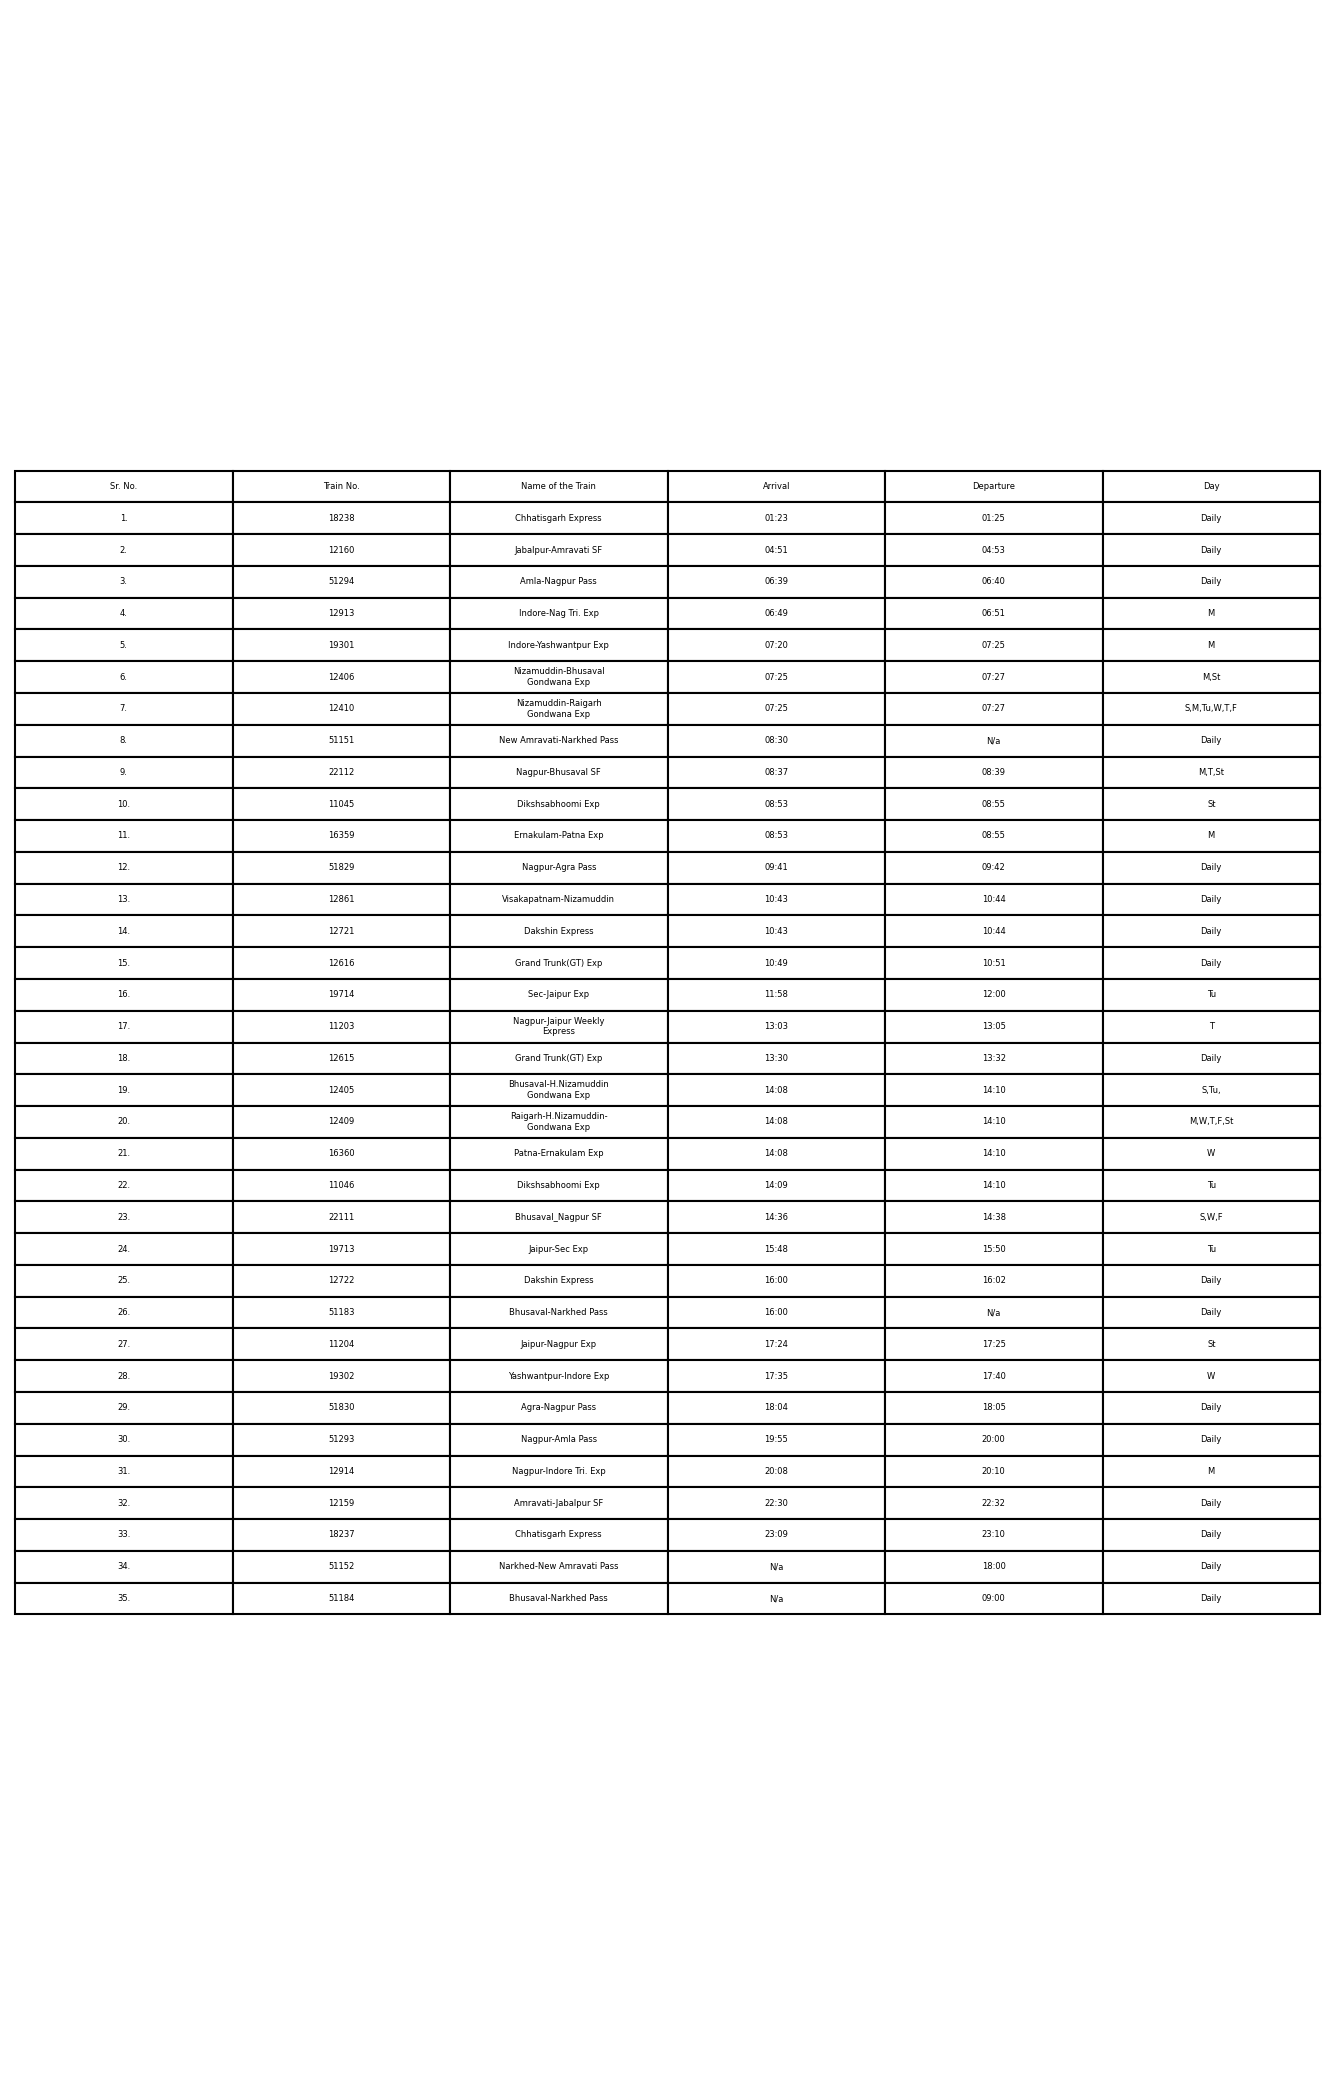 Sr. No. Train No. Name of the Train Arrival Departure Day
1. 18238 Chhatisgarh Express 01:23 01:25 Daily
2. 12160 Jabalpur-Amravati SF 04:51 04:53 Daily
3. 51294 Amla-Nagpur Pass 06:39 06:40 Daily
4. 12913 Indore-Nag Tri. Exp 06:49 06:51 M
5. 19301 Indore-Yashwantpur Exp 07:20 07:25 M
6. 12406 Nizamuddin-Bhusaval
Gondwana Exp 07:25 07:27 M,St
7. 12410 Nizamuddin-Raigarh
Gondwana Exp 07:25 07:27 S,M,Tu,W,T,F
8. 51151 New Amravati-Narkhed Pass 08:30 N/a Daily
9. 22112 Nagpur-Bhusaval SF 08:37 08:39 M,T,St
10. 11045 Dikshsabhoomi Exp 08:53 08:55 St
11. 16359 Ernakulam-Patna Exp 08:53 08:55 M
12. 51829 Nagpur-Agra Pass 09:41 09:42 Daily
13. 12861 Visakapatnam-Nizamuddin 10:43 10:44 Daily
14. 12721 Dakshin Express 10:43 10:44 Daily
15. 12616 Grand Trunk(GT) Exp 10:49 10:51 Daily
16. 19714 Sec-Jaipur Exp 11:58 12:00 Tu
17. 11203 Nagpur-Jaipur Weekly
Express 13:03 13:05 T
18. 12615 Grand Trunk(GT) Exp 13:30 13:32 Daily
19. 12405 Bhusaval-H.Nizamuddin
Gondwana Exp 14:08 14:10 S,Tu,
20. 12409 Raigarh-H.Nizamuddin-
Gondwana Exp 14:08 14:10 M,W,T,F,St
21. 16360 Patna-Ernakulam Exp 14:08 14:10 W
22. 11046 Dikshsabhoomi Exp 14:09 14:10 Tu
23. 22111 Bhusaval_Nagpur SF 14:36 14:38 S,W,F
24. 19713 Jaipur-Sec Exp 15:48 15:50 Tu
25. 12722 Dakshin Express 16:00 16:02 Daily
26. 51183 Bhusaval-Narkhed Pass 16:00 N/a Daily
27. 11204 Jaipur-Nagpur Exp 17:24 17:25 St
28. 19302 Yashwantpur-Indore Exp 17:35 17:40 W
29. 51830 Agra-Nagpur Pass 18:04 18:05 Daily
30. 51293 Nagpur-Amla Pass 19:55 20:00 Daily
31. 12914 Nagpur-Indore Tri. Exp 20:08 20:10 M
32. 12159 Amravati-Jabalpur SF 22:30 22:32 Daily
33. 18237 Chhatisgarh Express 23:09 23:10 Daily
34. 51152 Narkhed-New Amravati Pass N/a 18:00 Daily
35. 51184 Bhusaval-Narkhed Pass N/a 09:00 Daily